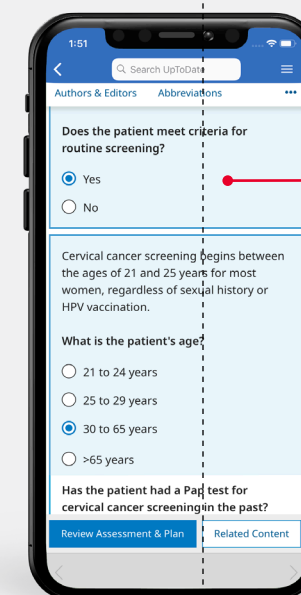 1:51
Search UpToDate
Authors & Editors Abbreviations •••
Does the patient meet criteria for
routine screening?
Yes
No
Cervical cancer screening begins between
the ages of 21 and 25 years for most
women, regardless of sexual history or
HPV vaccination.
What is the patient's age?
21 to 24 years
25 to 29 years
30 to 65 years
>65 years
Has the patient had a Pap test for
cervical cancer screening in the past?
Review Assessment & Plan Related Content